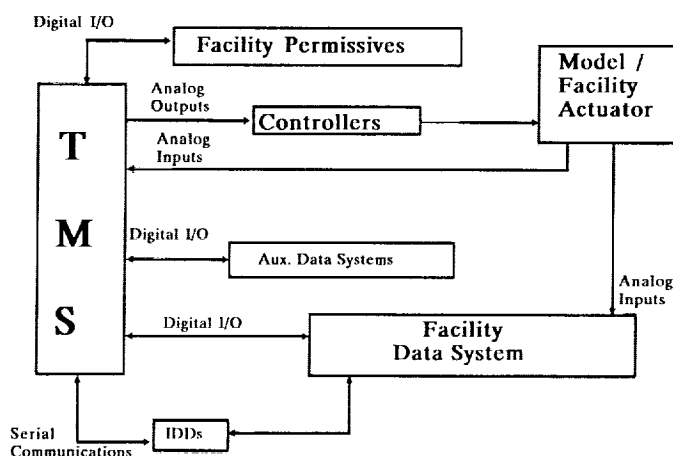 Digital I/O
Facility Permissives
Model /
Facility
Actuator
Analog
Outputs
Controllers
Analog
Inputs
T
M
S
Digital I/O
Aux. Data Systems
Analog
Inputs
Digital I/O
Facility
Data System
Serial
Communications
IDDs